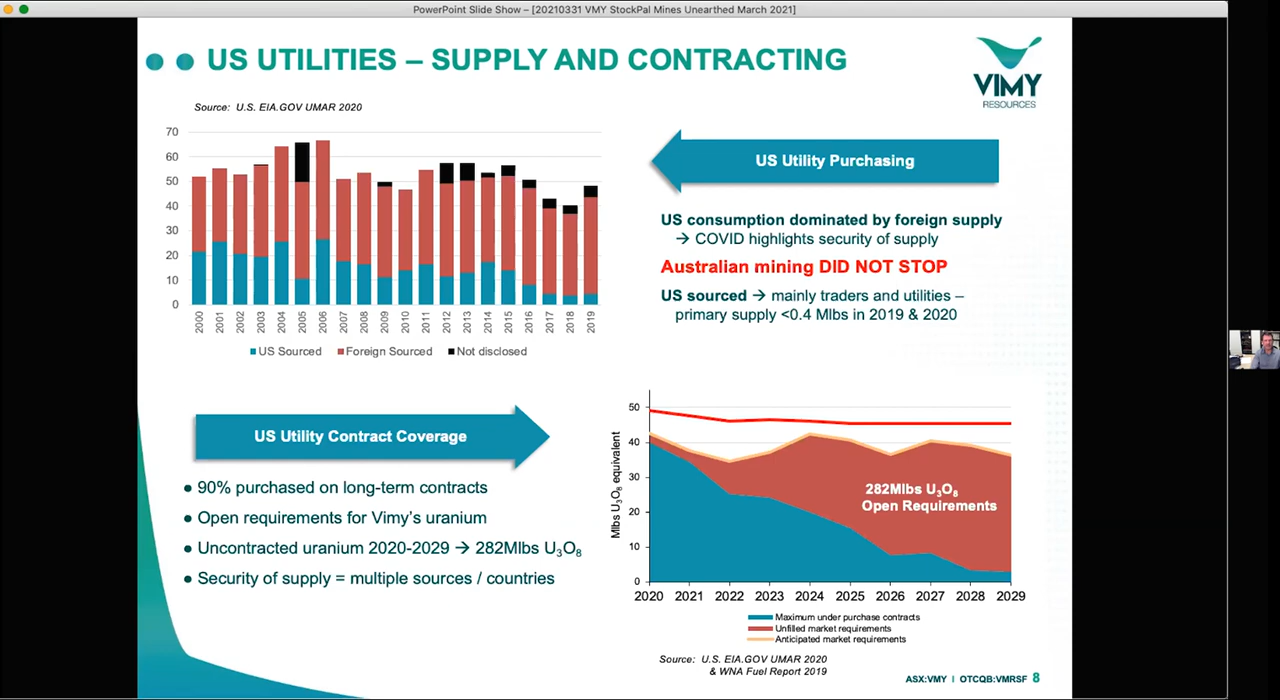 PowerPoint Slide Show – [20210331 VMY StockPal Mines Unearthed March 2021]
US UTILITIES – SUPPLY AND CONTRACTING
VIMY
RESOURCES
Source: U.S. EIA.GOV UMAR 2020
70
60
50
40
30
20
10
0
2000 2001 2002 2003 2004 2005 2006 2007 2008 2009 2010 2011 2012 2013 2014 2015 2016 2017 2018 2019
US Sourced Foreign Sourced Not disclosed
US Utility Purchasing
US consumption dominated by foreign supply
→ COVID highlights security of supply
Australian mining DID NOT STOP
US sourced → mainly traders and utilities –
primary supply <0.4 Mlbs in 2019 & 2020
US Utility Contract Coverage
• 90% purchased on long-term contracts
• Open requirements for Vimy's uranium
• Uncontracted uranium 2020-2029 → 282Mlbs U₃O₈
• Security of supply = multiple sources / countries
Mlbs U₃O₈ equivalent
50
40
30
20
10
0
282Mlbs U₃O₈
Open Requirements
2020 2021 2022 2023 2024 2025 2026 2027 2028 2029
Maximum under purchase contracts
Unfilled market requirements
Anticipated market requirements
Source: U.S. EIA.GOV UMAR 2020
& WNA Fuel Report 2019
ASX:VMY | OTCQB:VMRSF 8